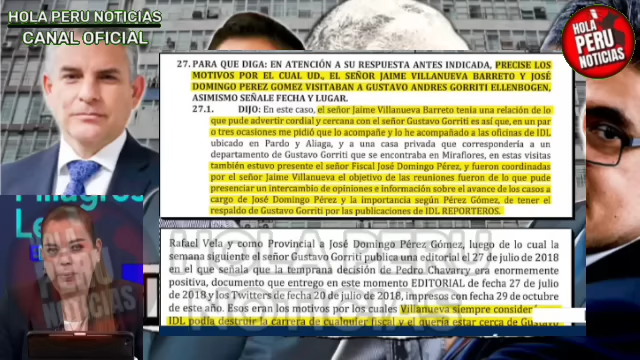 HOLA PERU NOTICIAS
CANAL OFICIAL
HOLA
PERU
NOTICIAS
27. PARA QUE DIGA: EN ATENCIÓN A SU RESPUESTA ANTES INDICADA, PRECISE LOS
MOTIVOS POR EL CUAL UD., EL SEÑOR JAIME VILLANUEVA BARRETO Y JOSÉ
DOMINGO PEREZ GOMEZ VISITABAN A GUSTAVO ANDRES GORRITI ELLENBOGEN,
ASIMISMO SEÑALE FECHA Y LUGAR.
27.1. DIJO: En este caso, el señor Jaime Villanueva Barreto tenia una relación de lo
que pude advertir cordial y cercana con el señor Gustavo Gorriti es así que, en un par
o tres ocasiones me pidió que lo acompañe y lo he acompañado a las oficinas de IDL
ubicado en Pardo y Aliaga, y a una casa privada que correspondería a un
departamento de Gustavo Gorriti que se encontraba en Miraflores, en estas visitas
también estuvo presente el señor Fiscal José Domingo Pérez, y fueron coordinadas
por el señor Jaime Villanueva el objetivo de las reuniones fueron de lo que pude
presenciar un intercambio de opiniones e información sobre el avance de los casos a
cargo de José Domingo Pérez y la importancia según Pérez Gómez, de tener el
respaldo de Gustavo Gorriti por las publicaciones de IDL REPORTEROS.
Rafael Vela y como Provincial a José Domingo Pérez Gómez, luego de lo cual la
semana siguiente el señor Gustavo Gorriti publica una editorial el 27 de julio de 2018
en el que señala que la temprana decisión de Pedro Chavarry, era enormemente
positiva, documento que entrego en este momento EDITORIAL de fecha 27 de julio
de 2018 y los Twitter fecha 20 de julio de 2018, impreso con fecha 29 de octubre
de este año. Esos eran los motivos por los cuales Villanueva siempre consider
IDL podía destruir la carrera de cualquier fiscal y el quería estar cerca de Gustavo
HOLA
PERU
NOTICIAS